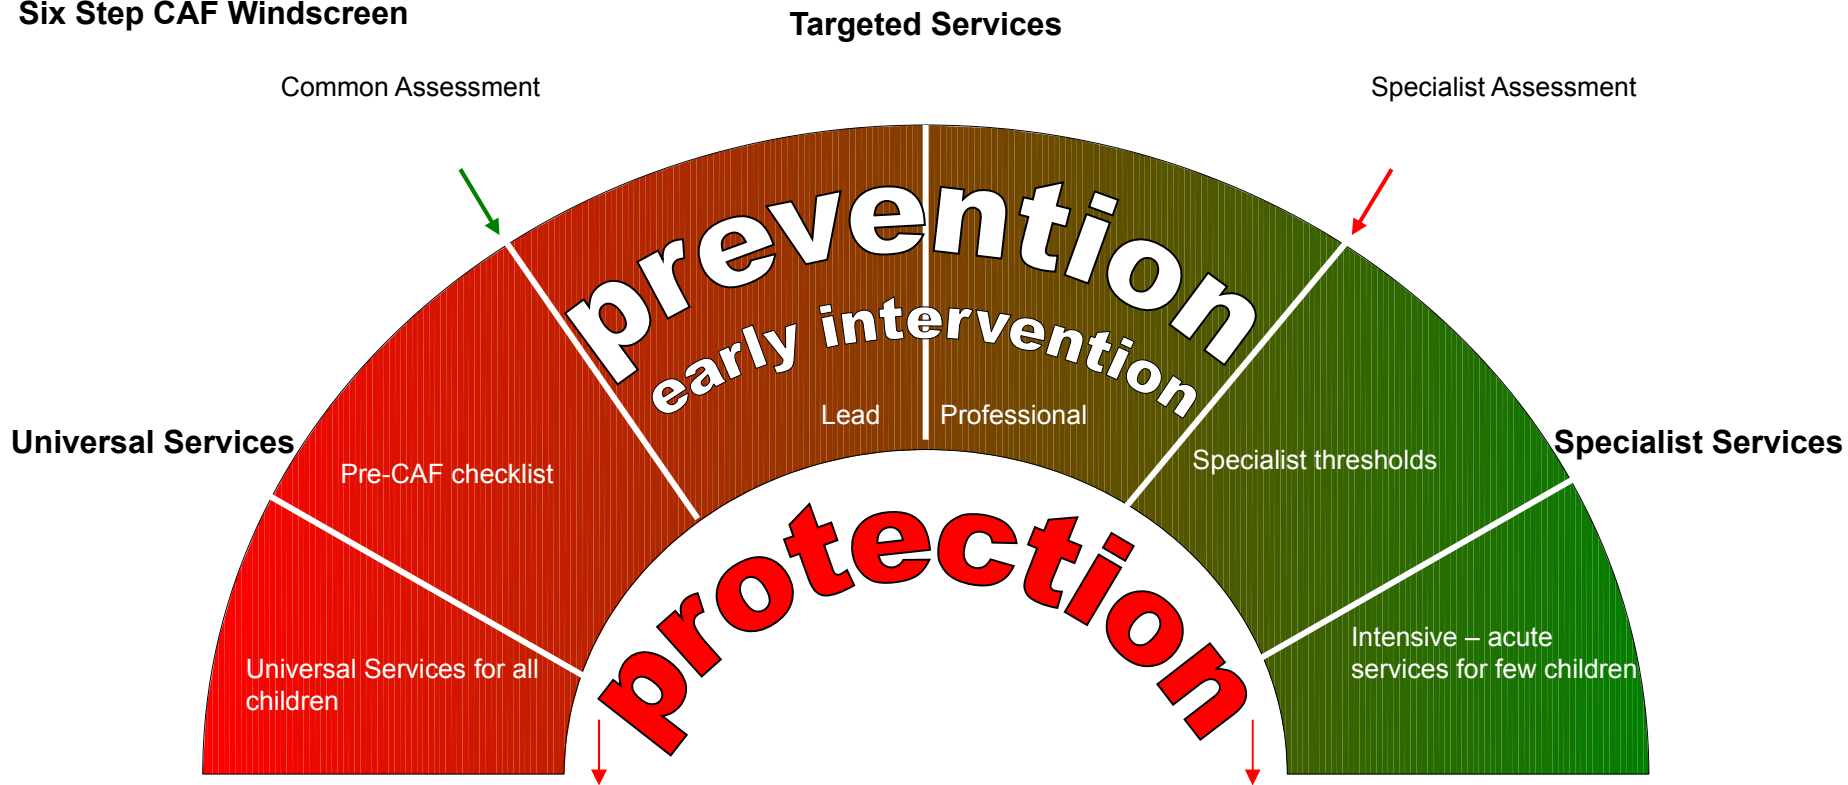 Six Step CAF Windscreen
Targeted Services
Common Assessment
Specialist Assessment
prevention
early intervention
Lead
Professional
Universal Services
Specialist Services
Pre-CAF checklist
Specialist thresholds
protection
Universal Services for all
children
Intensive – acute
services for few children